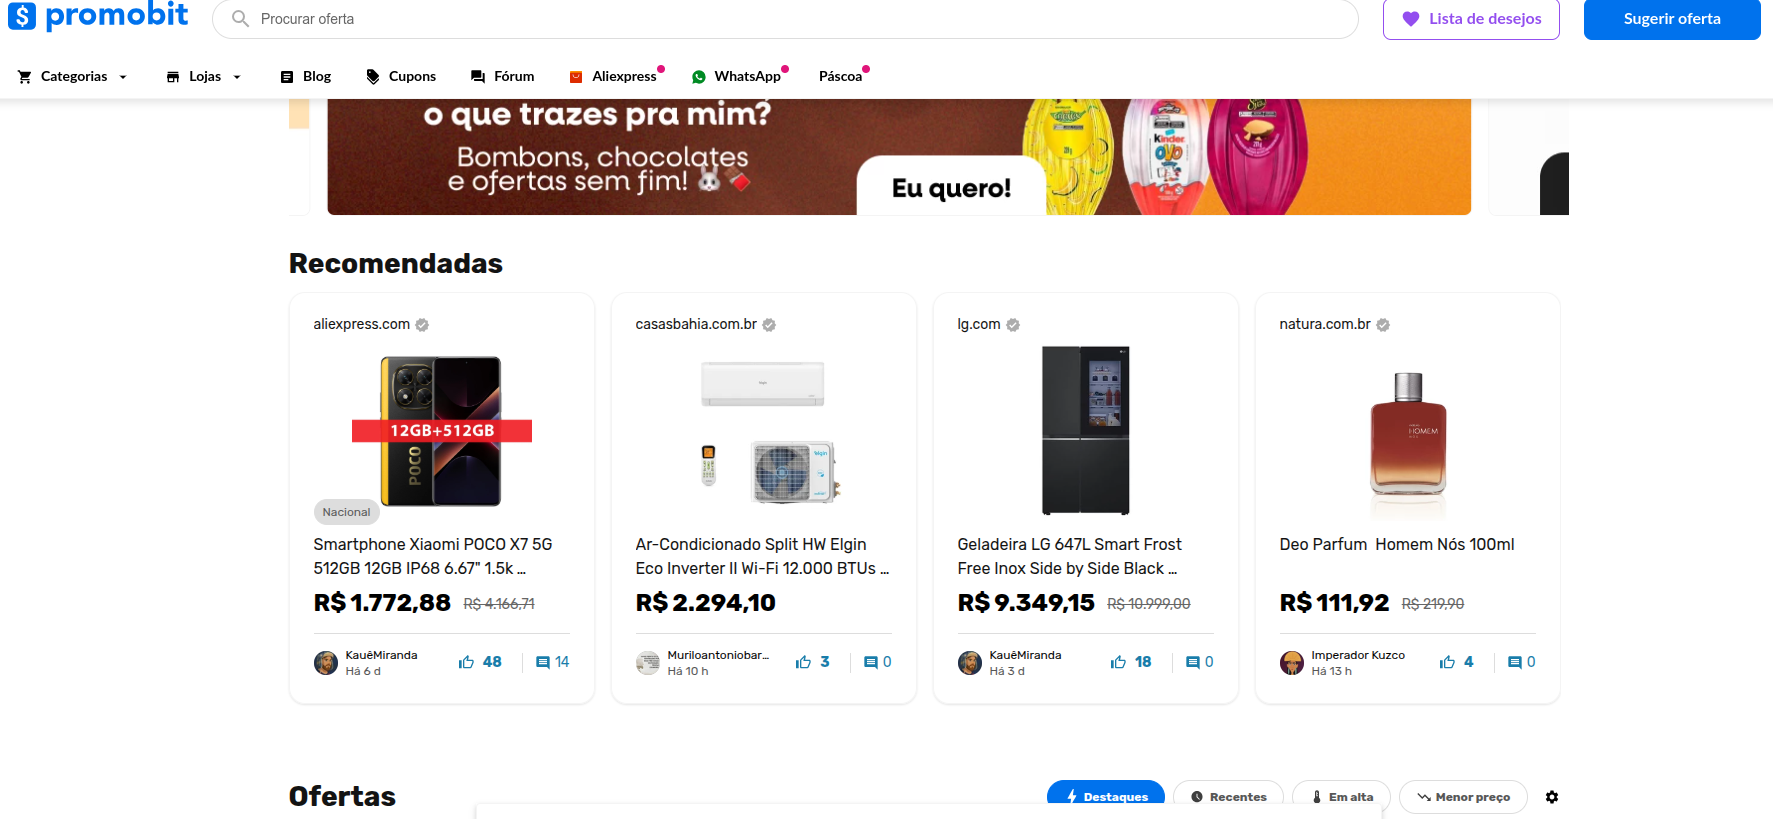 promobit
Procurar oferta
Lista de desejos
Sugerir oferta
Categorias
Lojas
Blog
Cupons
Fórum
Aliexpress
WhatsApp
Páscoa
o que trazes pra mim?
Bombons, chocolates
e ofertas sem fim!
Eu quero!
Kinder
OVO
Recomendadas
aliexpress.com
12GB+512GB
POCO
Nacional
Smartphone Xiaomi POCO X7 5G
512GB 12GB IP68 6.67" 1.5k ...
R$ 1.772,88 R$ 4.166,71
KauêMiranda
Há 6 d
48
14
casasbahia.com.br
Ar-Condicionado Split HW Elgin
Eco Inverter II Wi-Fi 12.000 BTUs ...
R$ 2.294,10
Muriloantoniobar...
Há 10 h
3
0
lg.com
Geladeira LG 647L Smart Frost
Free Inox Side by Side Black ...
R$ 9.349,15 R$ 10.999,00
KauêMiranda
Há 3 d
18
0
natura.com.br
HOMEM
Deo Parfum  Homem Nós 100ml
R$ 111,92 R$ 219,90
Imperador Kuzco
Há 13 h
4
0
Ofertas
Destaques
Recentes
Em alta
Menor preço